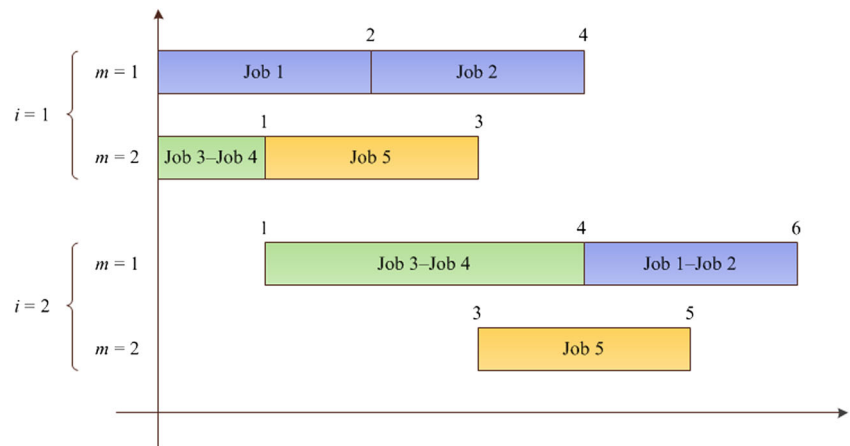 2 4
m = 1 Job 1 Job 2
i = 1
1 3
m = 2 Job 3–Job 4 Job 5
1 4 6
m = 1 Job 3–Job 4 Job 1–Job 2
i = 2
3 5
m = 2 Job 5